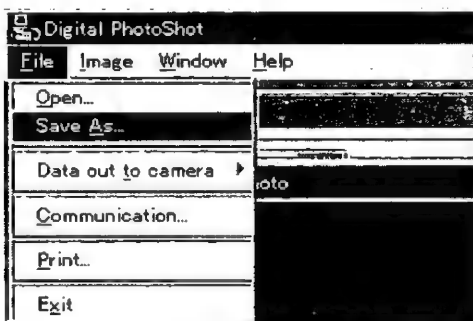 Digital PhotoShot
File Image Window Help
Open...
Save As...
Data out to camera
oto
Communication...
Print...
Exit